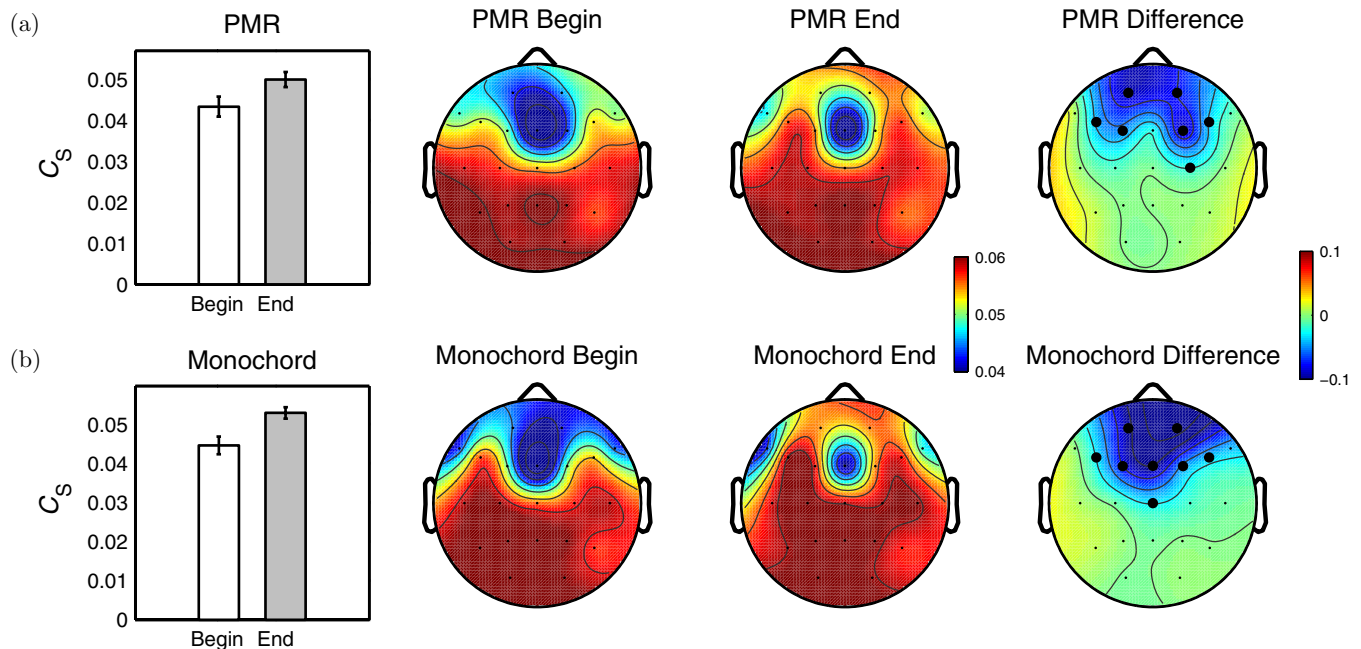 (a)
PMR
PMR Begin
PMR End
PMR Difference
0.05
0.04
0.03
0.02
0.01
0
C_S
Begin End
0.06
0.05
0.04
0.1
0
−0.1
(b)
Monochord
Monochord Begin
Monochord End
Monochord Difference
0.05
0.04
0.03
0.02
0.01
0
C_S
Begin End